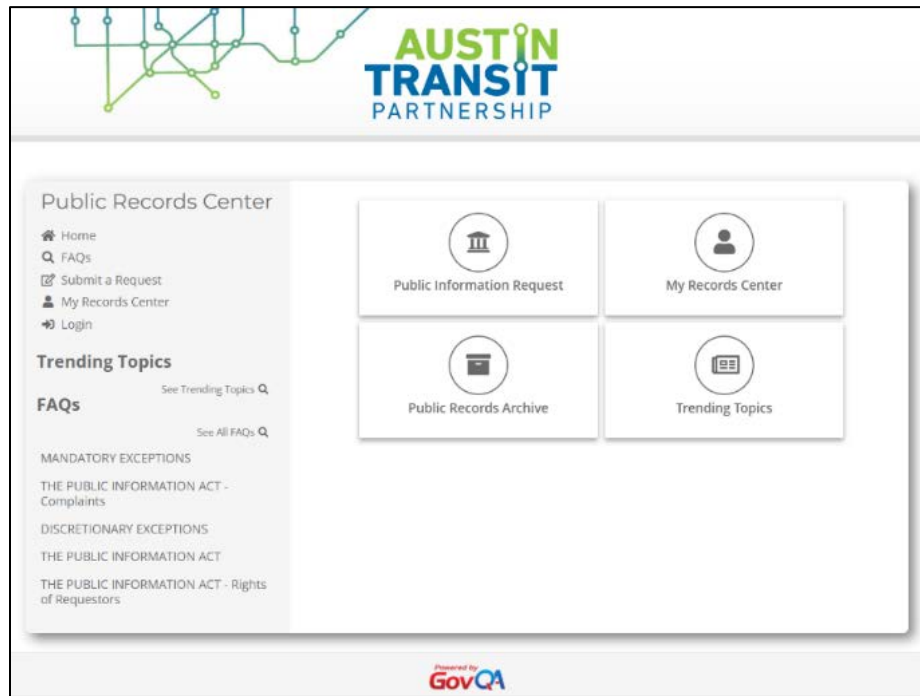 AUSTIN
TRANSIT
PARTNERSHIP
Public Records Center
Home
FAQs
Submit a Request
My Records Center
Login
Trending Topics
See Trending Topics
FAQs
See All FAQs
MANDATORY EXCEPTIONS
THE PUBLIC INFORMATION ACT -
Complaints
DISCRETIONARY EXCEPTIONS
THE PUBLIC INFORMATION ACT
THE PUBLIC INFORMATION ACT - Rights
of Requestors
Public Information Request
My Records Center
Public Records Archive
Trending Topics
Powered by
GovQA